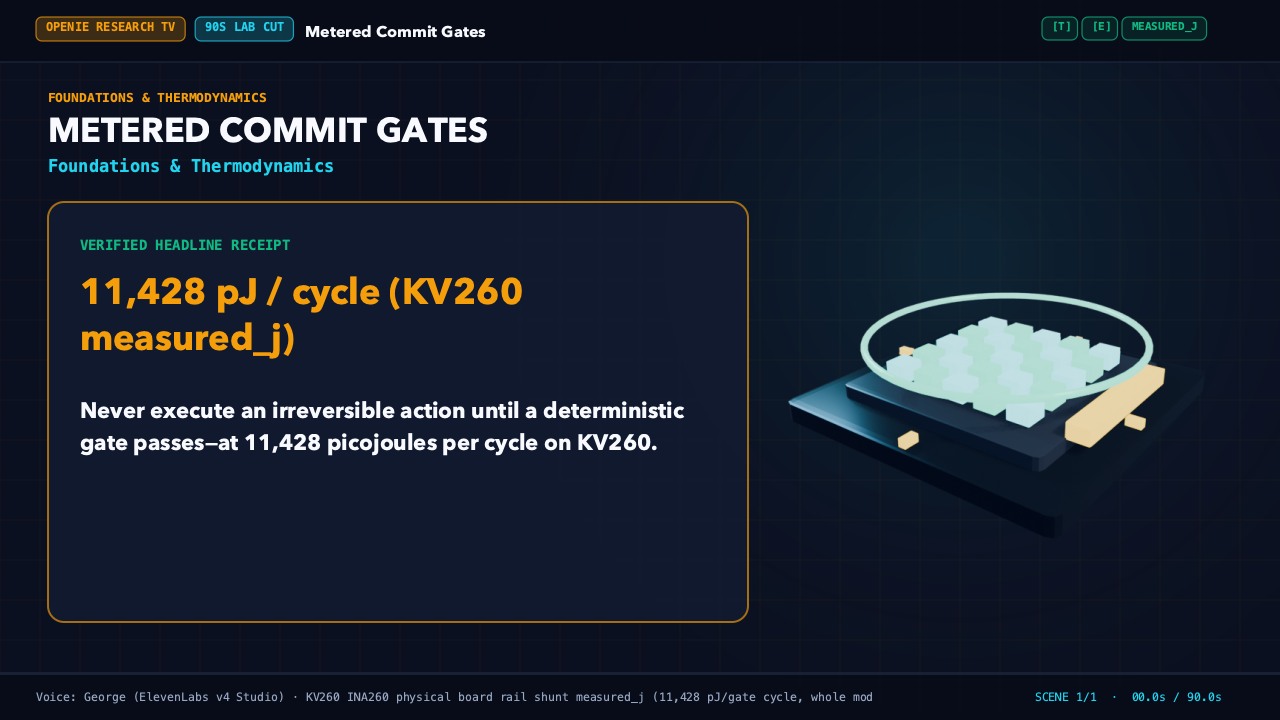 OPENIE RESEARCH TV 90S LAB CUT Metered Commit Gates [T] [E] MEASURED_J
FOUNDATIONS & THERMODYNAMICS
METERED COMMIT GATES
Foundations & Thermodynamics
VERIFIED HEADLINE RECEIPT
11,428 pJ / cycle (KV260
measured_j)
Never execute an irreversible action until a deterministic
gate passes—at 11,428 picojoules per cycle on KV260.
Voice: George (ElevenLabs v4 Studio) · KV260 INA260 physical board rail shunt measured_j (11,428 pJ/gate cycle, whole mod SCENE 1/1 · 00.0s / 90.0s